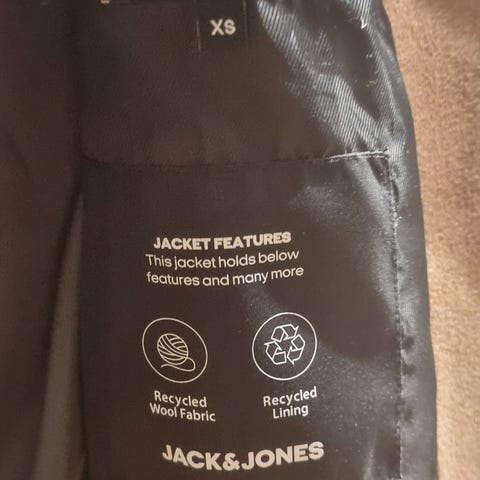 XS
JACKET FEATURES
This jacket holds below
features and many more
Recycled
Wool Fabric
Recycled
Lining
JACK&JONES